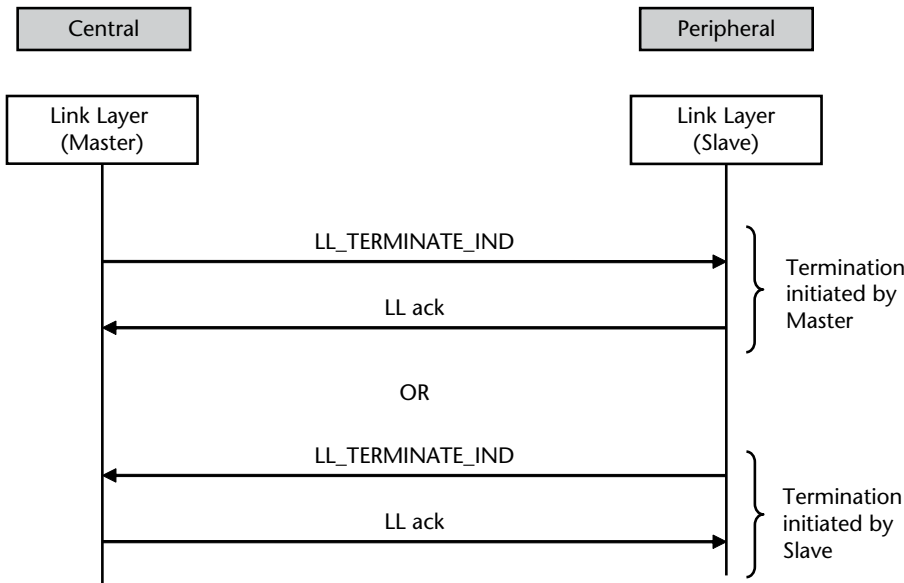 Central
Peripheral
Link Layer
(Master)
Link Layer
(Slave)
LL_TERMINATE_IND
LL ack
Termination
initiated by
Master
OR
LL_TERMINATE_IND
LL ack
Termination
initiated by
Slave